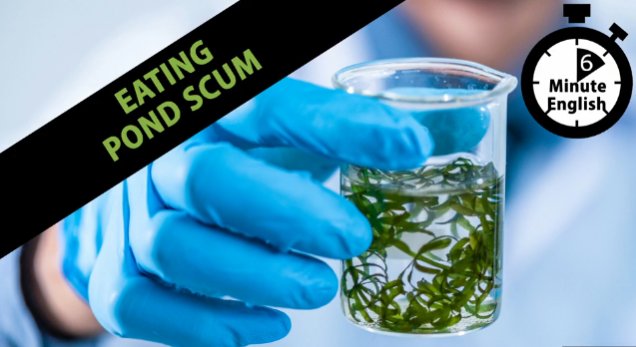 EATING
POND SCUM
6
Minute
English